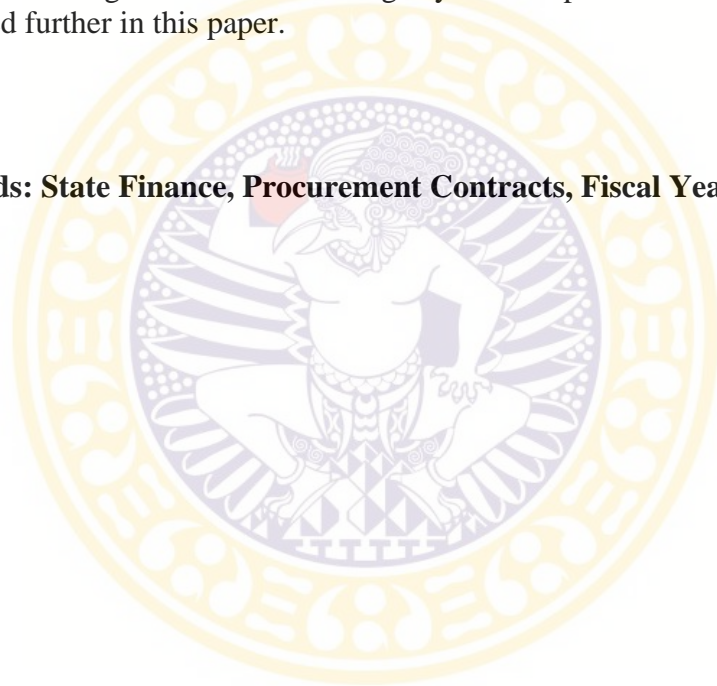 d further in this paper.
ds: State Finance, Procurement Contracts, Fiscal Yea